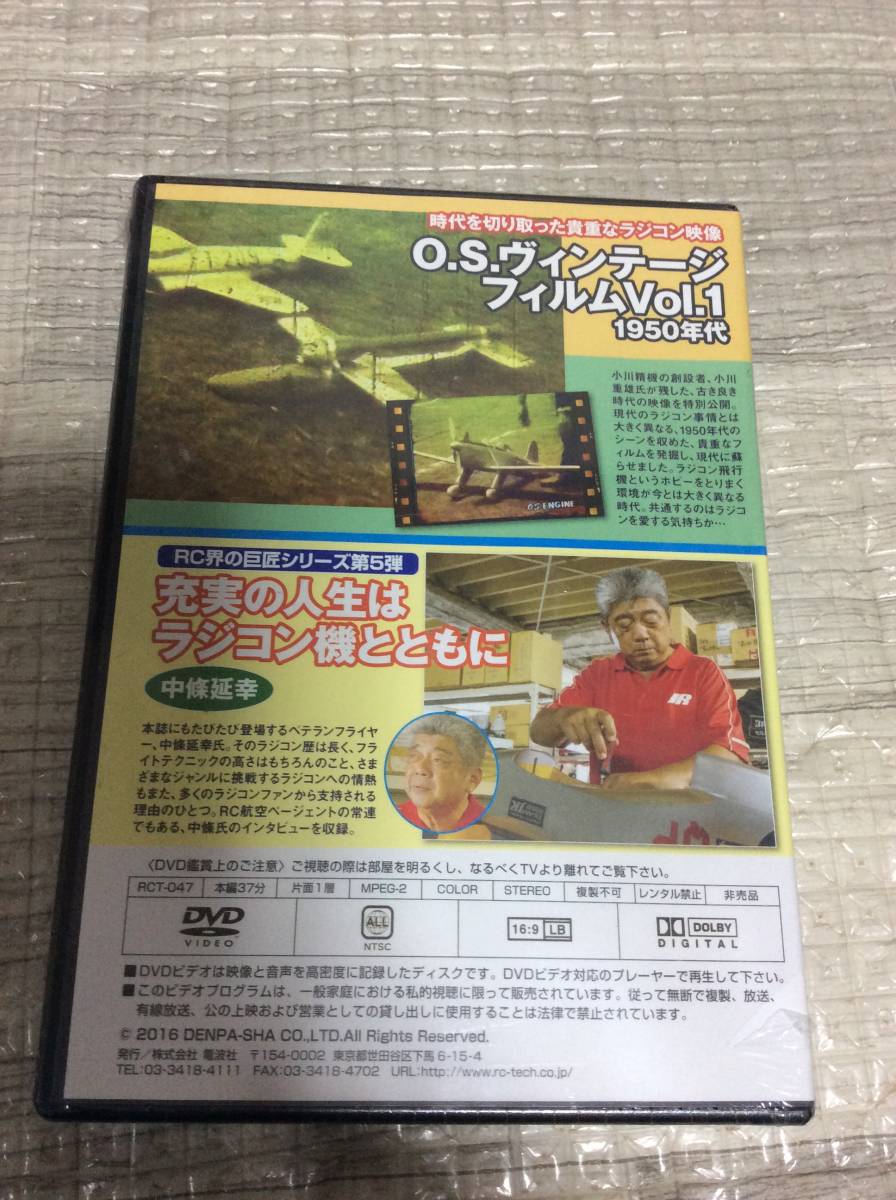 時代を切り取った貴重なラジコン映像
O.S.ヴィンテージ
フィルムVol.1
1950年代
小川精機の創設者、小川
重雄氏が残した、古き良き
時代の映像を特別公開。
現代のラジコン事情とは
大きく異なる、1950年代の
シーンを収めた、貴重なフ
ィルムを発掘し、現代に蘇
らせました。ラジコン飛行
機というホビーをとりまく
環境が今とは大きく異なる
時代。共通するのはラジコ
ンを愛する気持ちか…
O.S.ENGINE
RC界の巨匠シリーズ第5弾
充実の人生は
ラジコン機とともに
中條延幸
本誌にもたびたび登場するベテランフライヤ
ー、中條延幸氏。そのラジコン歴は長く、フラ
イトテクニックの高さはもちろんのこと、さま
ざまなジャンルに挑戦するラジコンへの情熱
もまた、多くのラジコンファンから支持される
理由のひとつ。RC航空ページェントの常連
でもある、中條氏のインタビューを収録。
JR
〈DVD鑑賞上のご注意〉ご視聴の際は部屋を明るくし、なるべくTVより離れてご覧下さい。
RCT-047 本編37分 片面1層 MPEG-2 COLOR STEREO 複製不可 レンタル禁止 非売品
DVD VIDEO ALL NTSC 16:9 LB DOLBY DIGITAL
■DVDビデオは映像と音声を高密度に記録したディスクです。DVDビデオ対応のプレーヤーで再生して下さい。
■このビデオプログラムは、一般家庭における私的視聴に限って販売されています。従って無断で複製、放送、
有線放送、公の上映および営業としての貸し出しに使用することは法律で禁止されています。
© 2016 DENPA-SHA CO.,LTD.All Rights Reserved.
発行／株式会社 電波社 〒154-0002 東京都世田谷区下馬6-15-4
TEL:03-3418-4111 FAX:03-3418-4702 URL:http://www.rc-tech.co.jp/